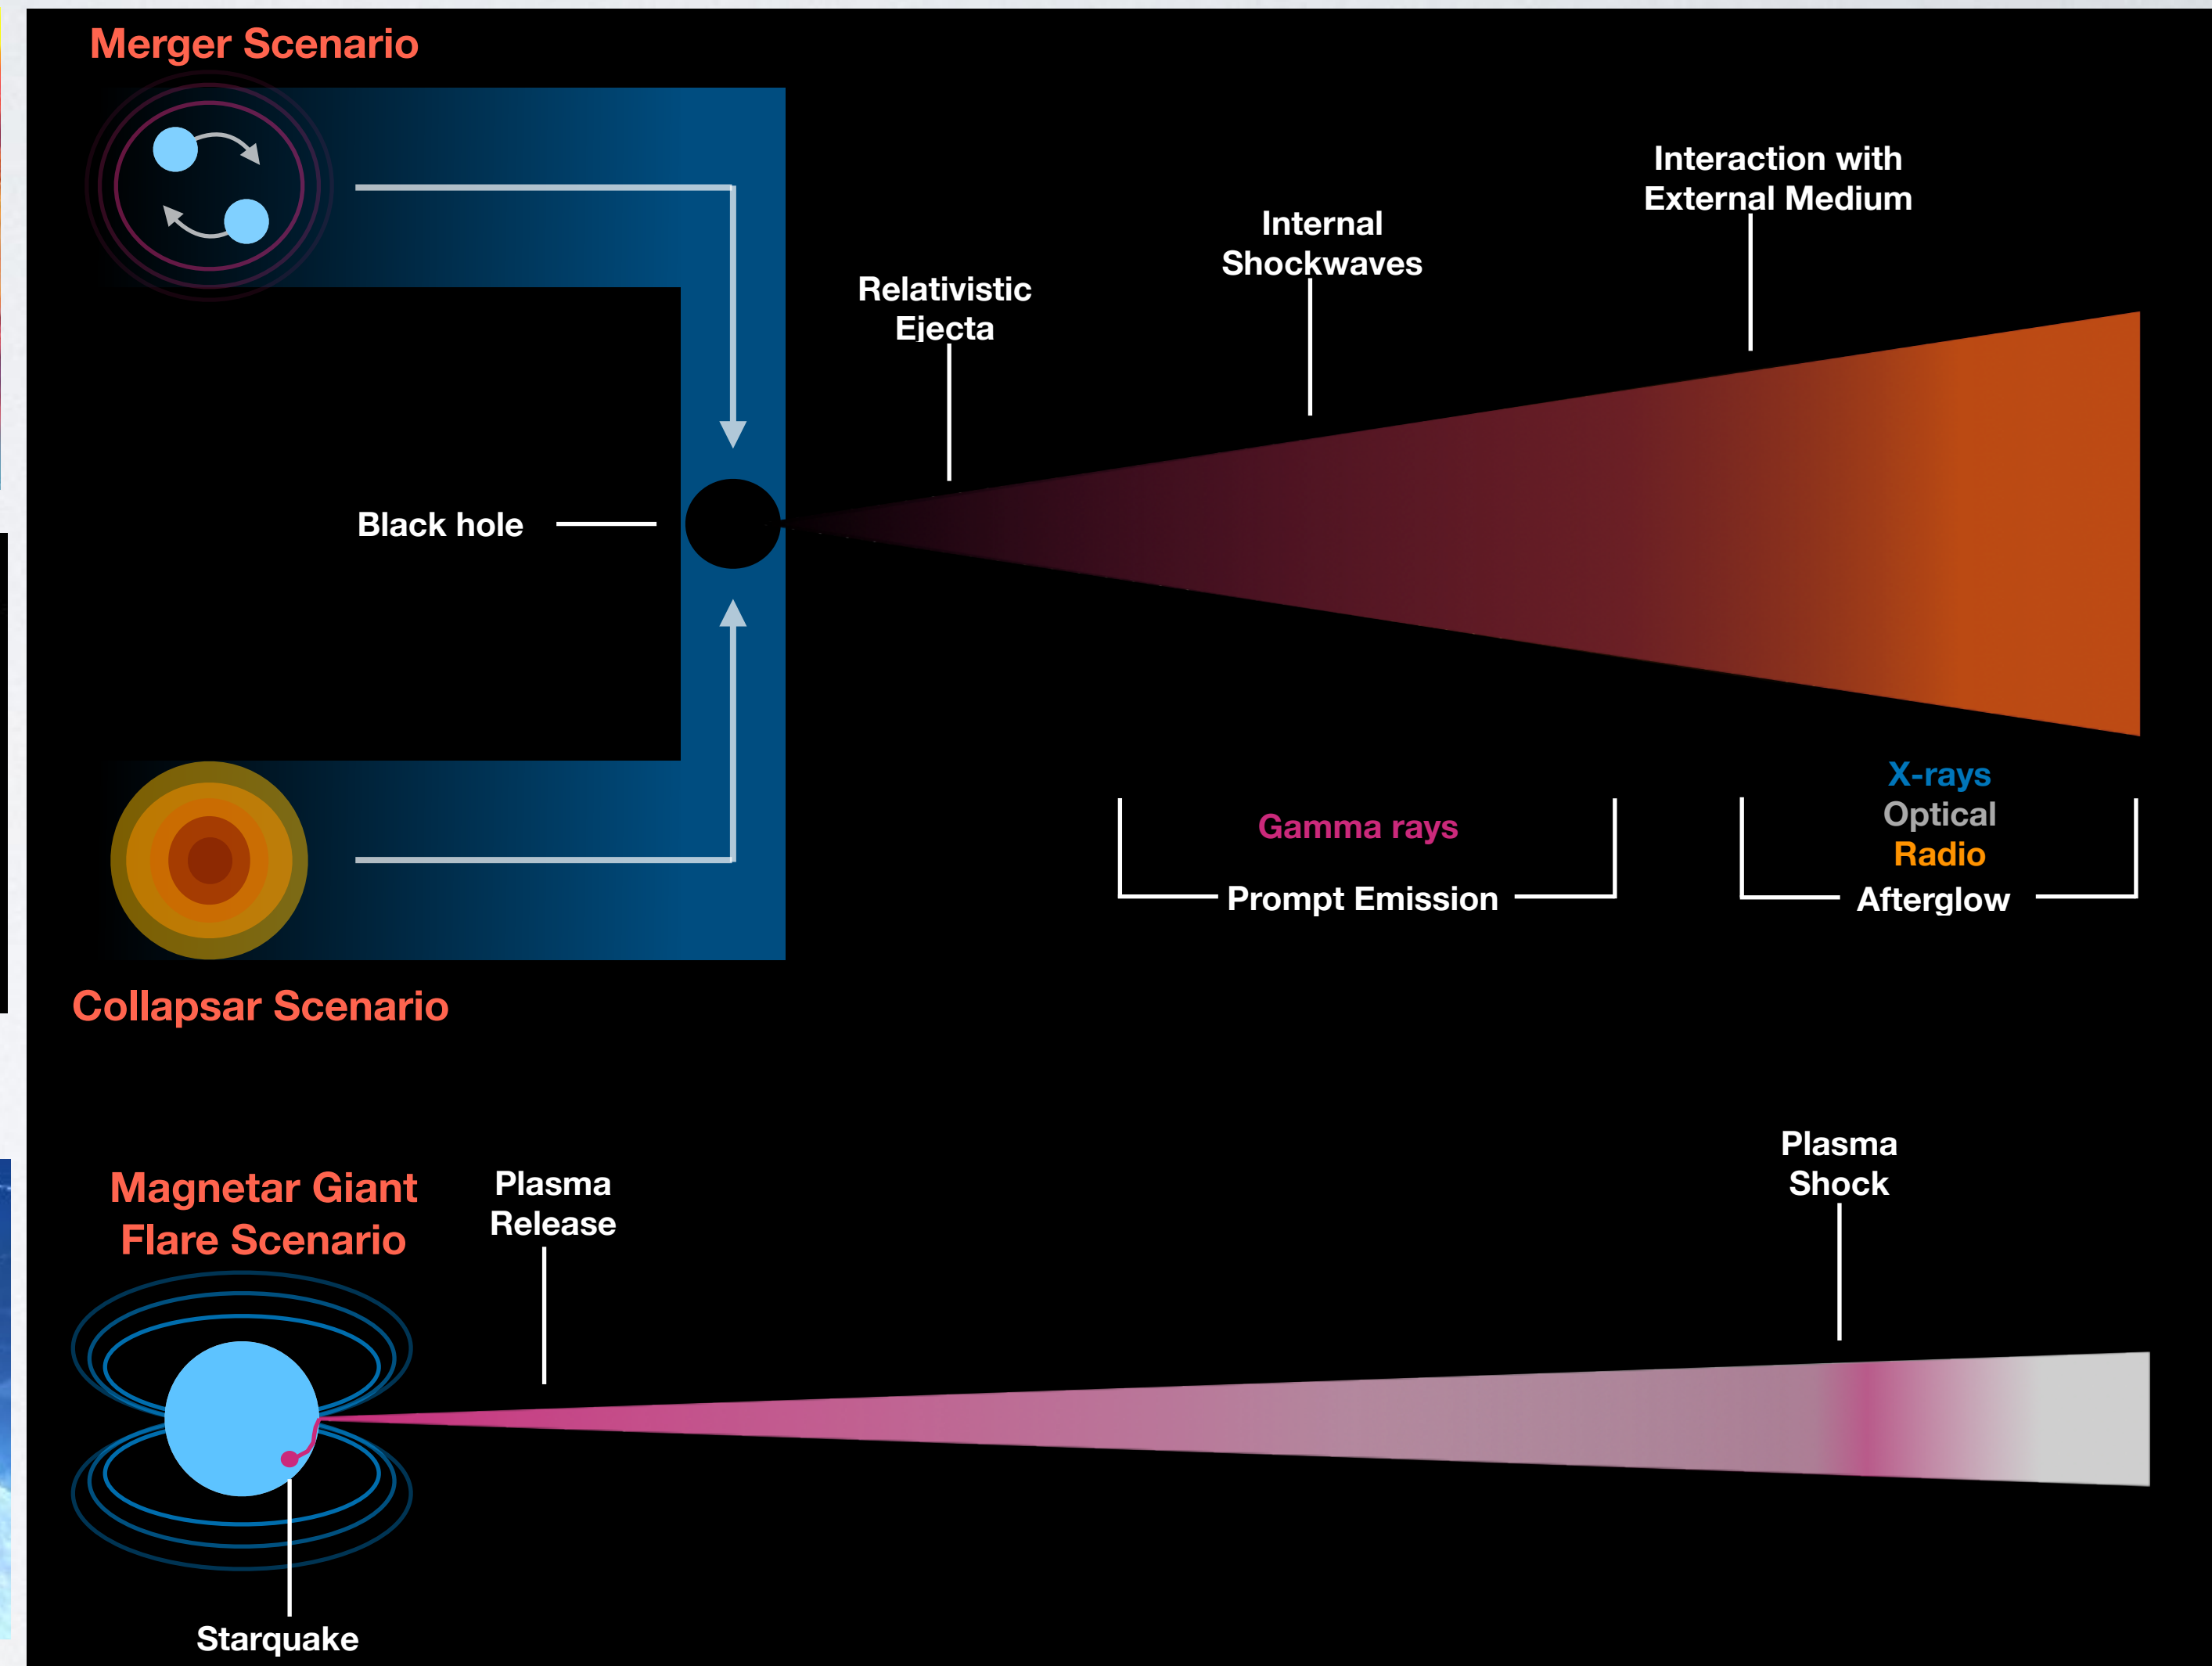 Merger Scenario
Interaction with
External Medium
Internal
Shockwaves
Relativistic
Ejecta
Black hole
X-rays
Optical
Radio
Gamma rays
Prompt Emission
Afterglow
Collapsar Scenario
Magnetar Giant
Flare Scenario
Plasma
Release
Plasma
Shock
Starquake